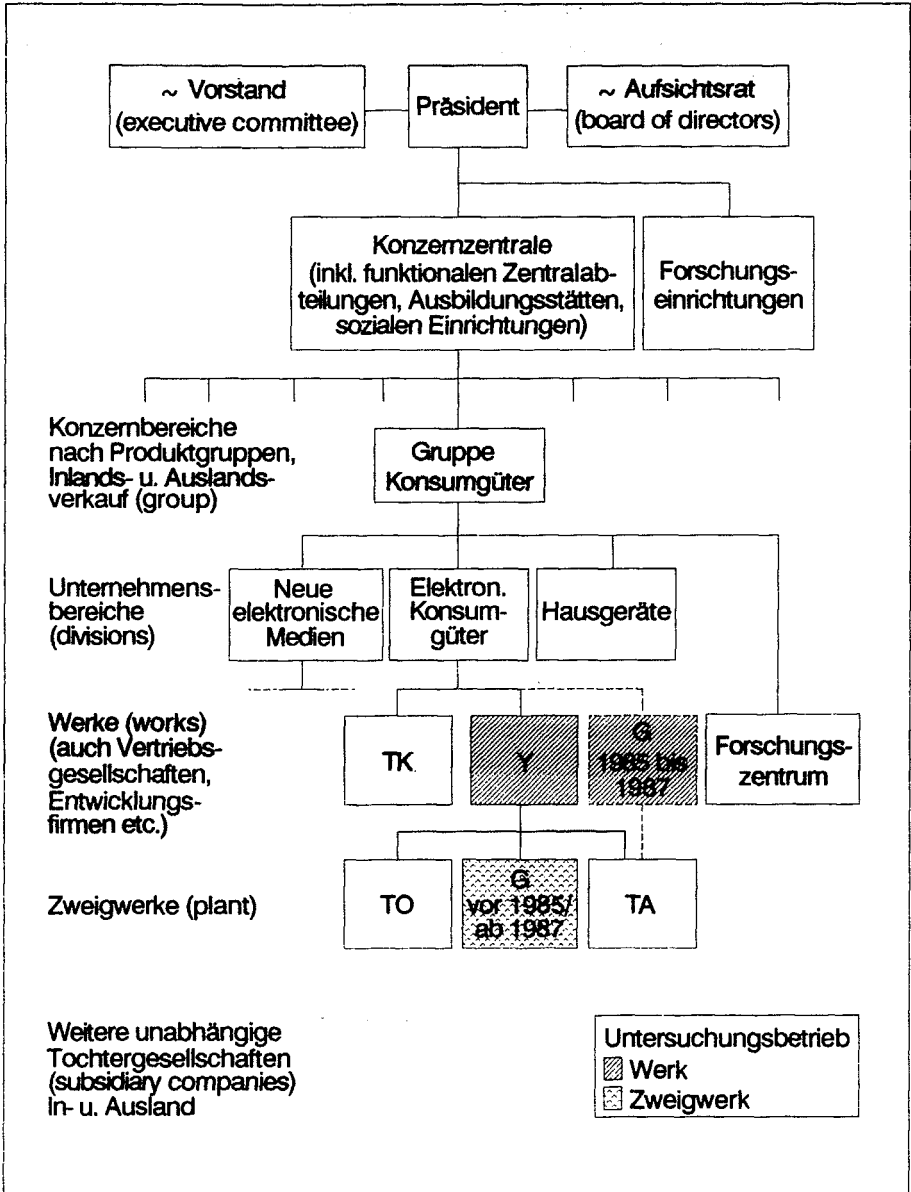 ~ Vorstand
(executive committee)
Präsident
~ Aufsichtsrat
(board of directors)
Konzernzentrale
(inkl. funktionalen Zentralab-
teilungen, Ausbildungsstätten,
sozialen Einrichtungen)
Forschungs-
einrichtungen
Konzernbereiche
nach Produktgruppen,
Inlands- u. Auslands-
verkauf (group)
Gruppe
Konsumgüter
Unternehmens-
bereiche
(divisions)
Neue
elektronische
Medien
Elektron.
Konsum-
güter
Hausgeräte
Werke (works)
(auch Vertriebs-
gesellschaften,
Entwicklungs-
firmen etc.)
TK
Y
G
1985 bis
1987
Forschungs-
zentrum
Zweigwerke (plant)
TO
G
vor 1985/
ab 1987
TA
Weitere unabhängige
Tochtergesellschaften
(subsidiary companies)
In- u. Ausland
Untersuchungsbetrieb
Werk
Zweigwerk